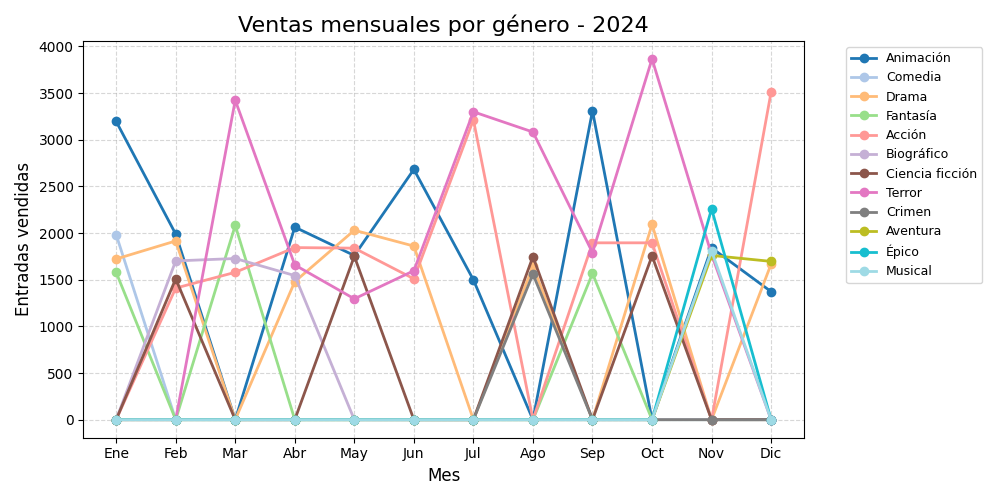 Ventas mensuales por género - 2024
Entradas vendidas
4000
3500
3000
2500
2000
1500
1000
500
0
Ene Feb Mar Abr May Jun Jul Ago Sep Oct Nov Dic
Mes
Animación
Comedia
Drama
Fantasía
Acción
Biográfico
Ciencia ficción
Terror
Crimen
Aventura
Épico
Musical